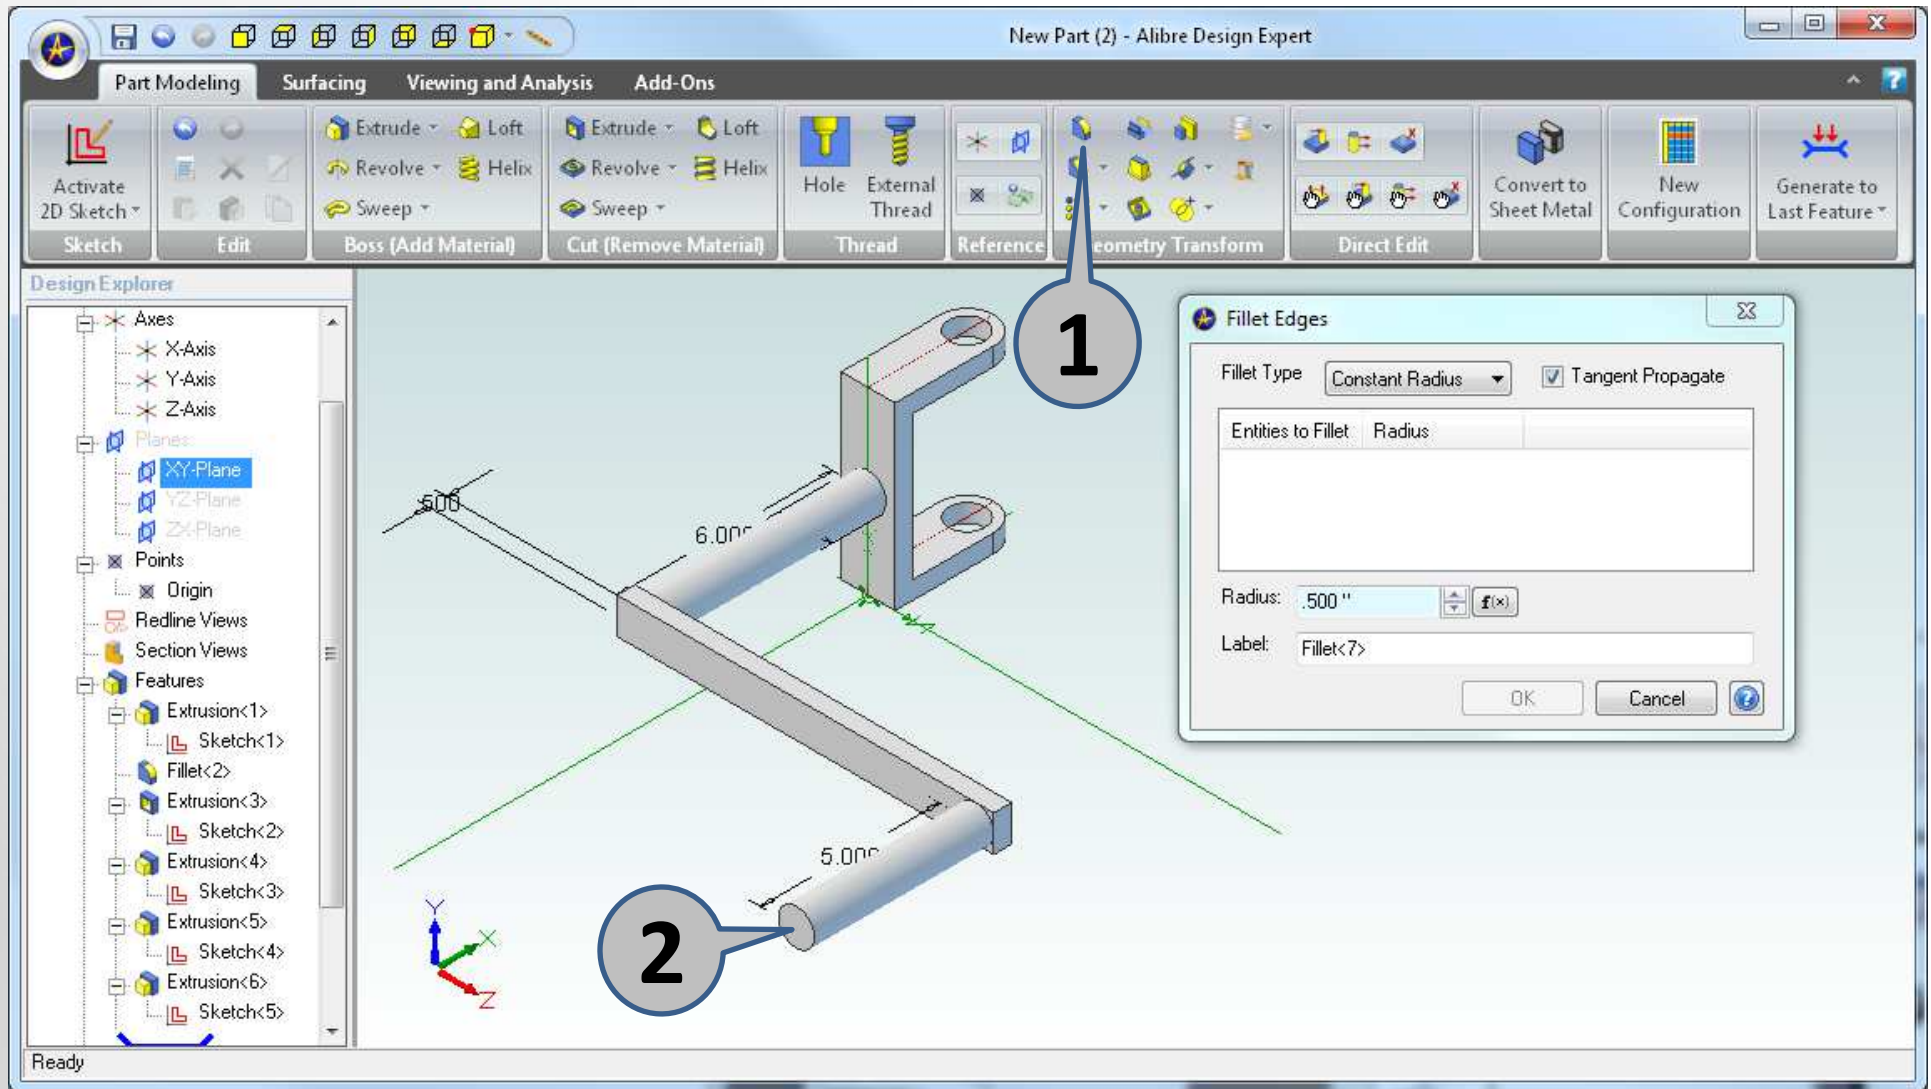 New Part (2) - Alibre Design Expert
Part Modeling Surfacing Viewing and Analysis Add-Ons
Activate
2D Sketch
Sketch
Edit
Extrude Loft
Revolve Helix
Sweep
Boss (Add Material)
Extrude Loft
Revolve Helix
Sweep
Cut (Remove Material)
Hole
External
Thread
Thread
Reference
eometry Transform
Direct Edit
Convert to
Sheet Metal
New
Configuration
Generate to
Last Feature
Design Explorer
Axes
X-Axis
Y-Axis
Z-Axis
Planes
XY-Plane
YZ-Plane
ZX-Plane
Points
Origin
Redline Views
Section Views
Features
Extrusion<1>
Sketch<1>
Fillet<2>
Extrusion<3>
Sketch<2>
Extrusion<4>
Sketch<3>
Extrusion<5>
Sketch<4>
Extrusion<6>
Sketch<5>
Ready
1
.500
6.000
5.000
2
Y
X
Z
Fillet Edges
Fillet Type Constant Radius Tangent Propagate
Entities to Fillet Radius
Radius: .500 " f(x)
Label: Fillet<7>
OK Cancel ?